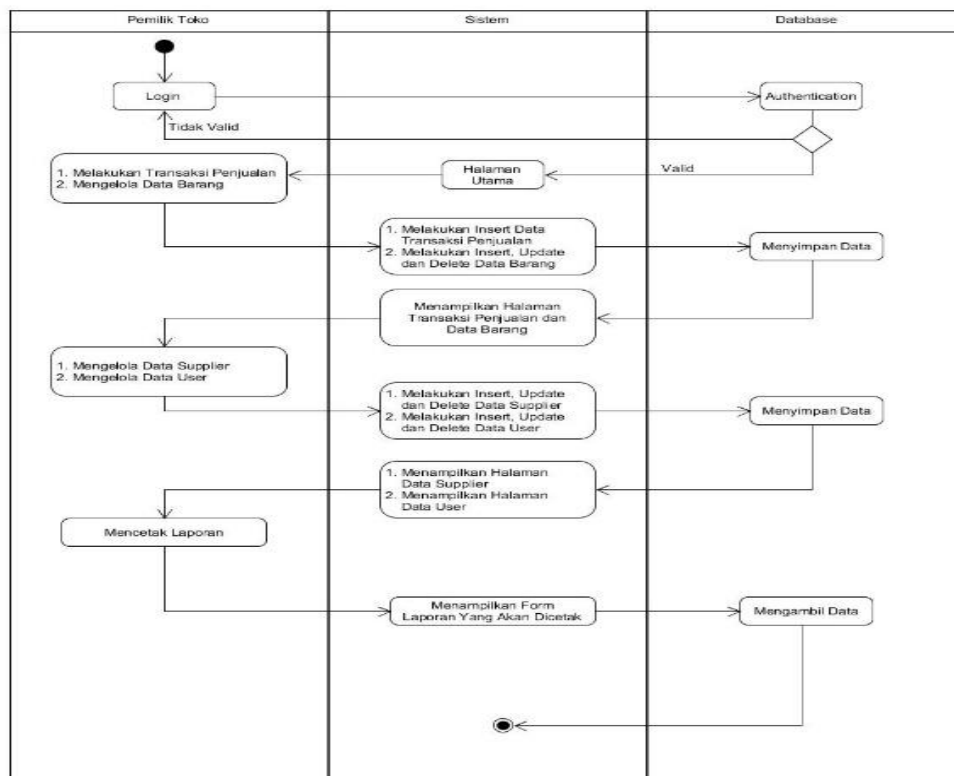 Pemilik Toko
Sistem
Database
Login
Authentication
Tidak Valid
1. Melakukan Transaksi Penjualan
2. Mengelola Data Barang
Halaman
Utama
Valid
1. Melakukan Insert Data
Transaksi Penjualan
2. Melakukan Insert, Update
dan Delete Data Barang
Menyimpan Data
Menampilkan Halaman
Transaksi Penjualan dan
Data Barang
1. Mengelola Data Supplier
2. Mengelola Data User
1. Melakukan Insert, Update
dan Delete Data Supplier
2. Melakukan Insert, Update
dan Delete Data User
Menyimpan Data
1. Menampilkan Halaman
Data Supplier
2. Menampilkan Halaman
Data User
Mencetak Laporan
Menampilkan Form
Laporan Yang Akan Dicetak
Mengambil Data